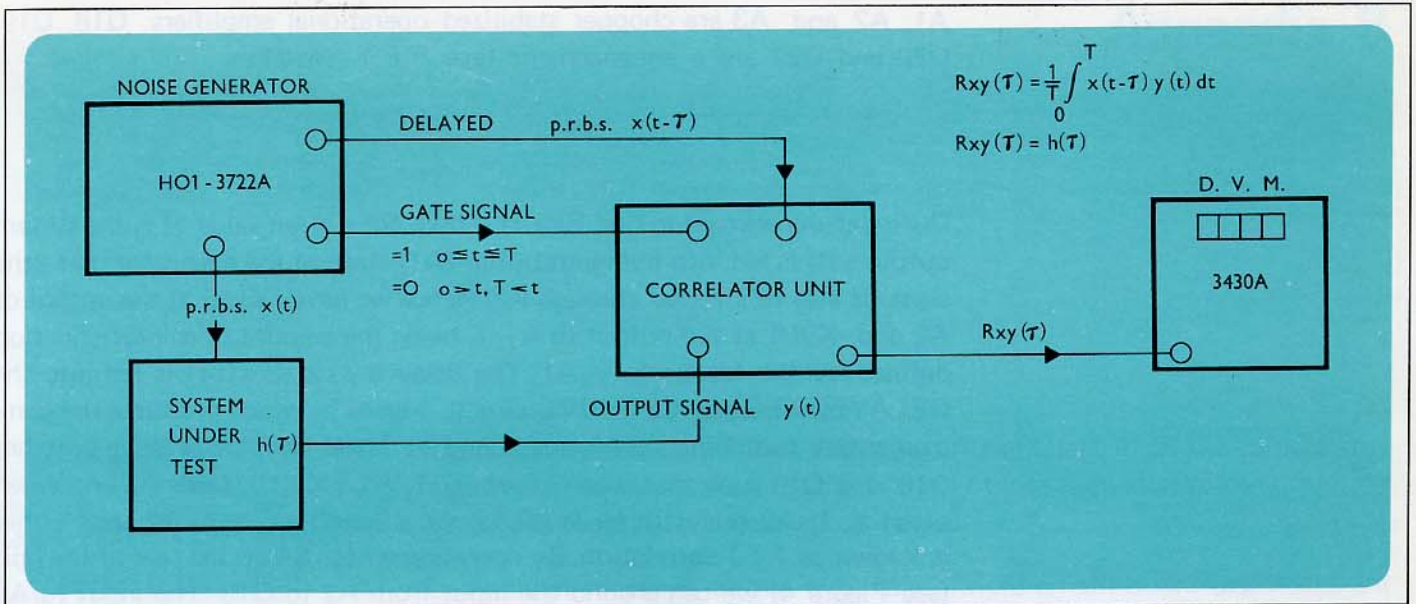 NOISE GENERATOR
HO1 - 3722A
DELAYED p.r.b.s. x(t-τ)
GATE SIGNAL
=1 o≤t≤T
=O o>t, T<t
p.r.b.s. x(t)
SYSTEM
UNDER
TEST
h(τ)
CORRELATOR UNIT
OUTPUT SIGNAL y(t)
Rxy(τ)
Rxy(τ) = 1/T ∫₀ᵀ x(t-τ) y(t) dt
Rxy(τ) = h(τ)
D. V. M.
3430A